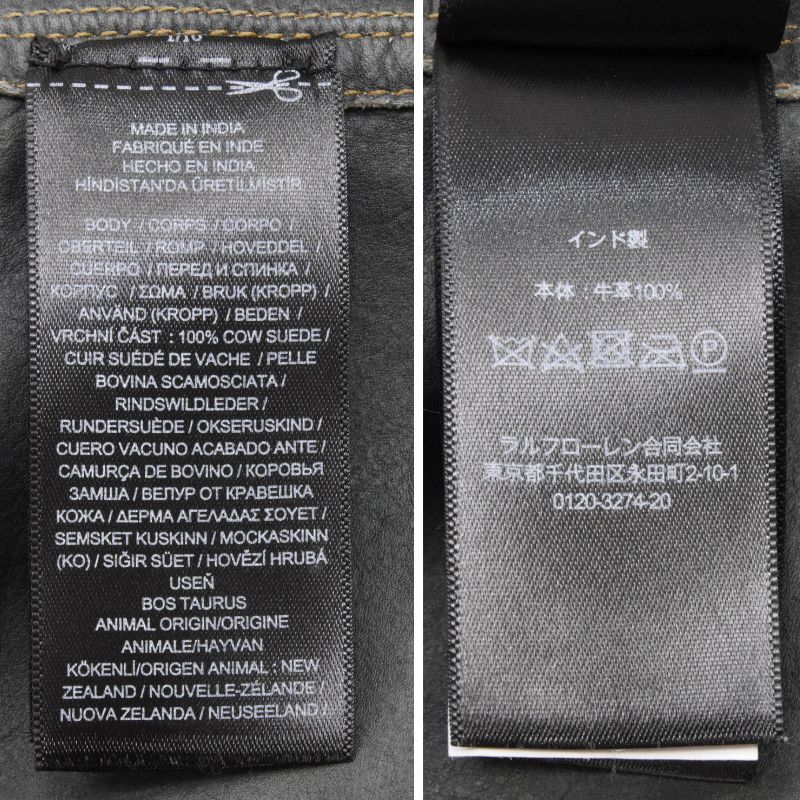 MADE IN INDIA
FABRIQUÉ EN INDE
HECHO EN INDIA
HİNDİSTAN'DA ÜRETİLMİŞTİR
BODY / CORPS / CORPO /
OBERTEIL / ROMP / HOVEDDEL /
CUERPO / ПЕРЕД И СПИНКА /
КОРПУС / ΣΩΜΑ / BRUK (KROPP) /
ANVÄND (KROPP) / BEDEN /
VRCHNÍ ČÁST : 100% COW SUEDE /
CUIR SUÉDÉ DE VACHE / PELLE
BOVINA SCAMOSCIATA /
RINDSWILDLEDER /
RUNDERSUÈDE / OKSERUSKIND /
CUERO VACUNO ACABADO ANTE /
CAMURÇA DE BOVINO / КОРОВЬЯ
ЗАМША / ВЕЛУР ОТ КРАВЕШКА
КОЖА / ΔΕΡΜΑ ΑΓΕΛΑΔΑΣ ΣΟΥΕΤ /
SEMSKET KUSKINN / MOCKASKINN
(KO) / SIĞIR SÜET / HOVĚZÍ HRUBÁ
USEŇ
BOS TAURUS
ANIMAL ORIGIN/ORIGINE
ANIMALE/HAYVAN
KÖKENLİ/ORIGEN ANIMAL : NEW
ZEALAND / NOUVELLE-ZÉLANDE /
NUOVA ZELANDA / NEUSEELAND /
インド製
本体：牛革100%
P
ラルフローレン合同会社
東京都千代田区永田町2-10-1
0120-3274-20